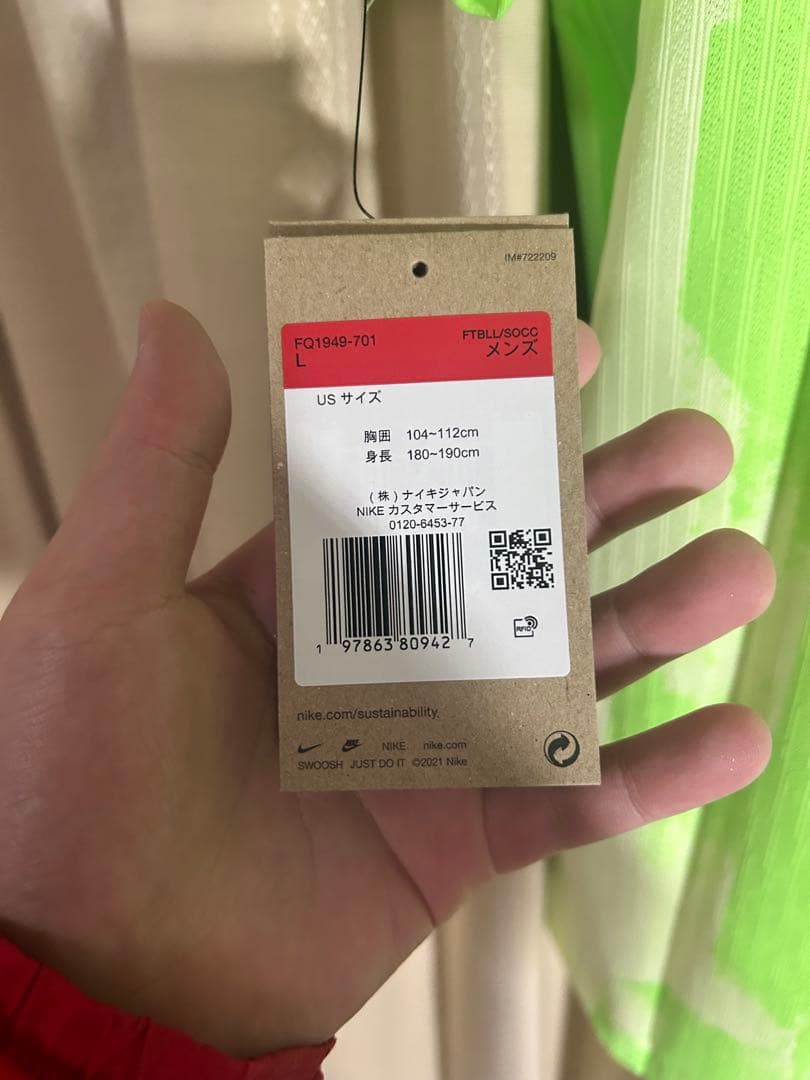 IM#722209
FQ1949-701
L
FTBLL/SOCC
メンズ
US サイズ
胸囲 104~112cm
身長 180~190cm
(株)ナイキジャパン
NIKE カスタマーサービス
0120-6453-77
1 97863 80942 7
RFID
nike.com/sustainability
NIKE nike.com
SWOOSH JUST DO IT ©2021 Nike